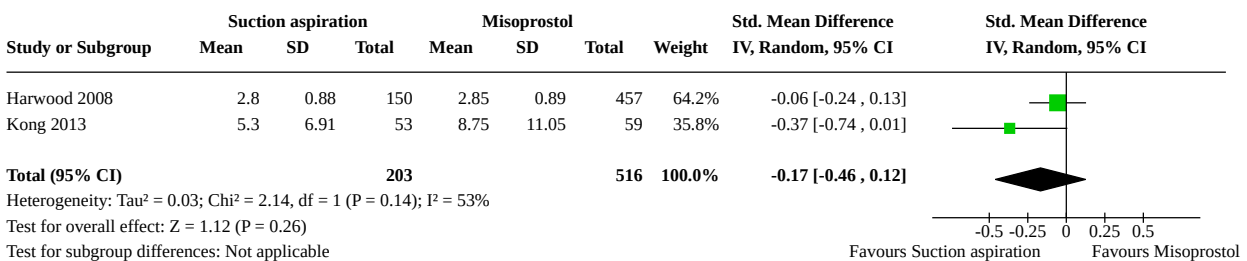 Suction aspiration Misoprostol Std. Mean Difference Std. Mean Difference
Study or Subgroup Mean SD Total Mean SD Total Weight IV, Random, 95% CI IV, Random, 95% CI
Harwood 2008 2.8 0.88 150 2.85 0.89 457 64.2% -0.06 [-0.24 , 0.13]
Kong 2013 5.3 6.91 53 8.75 11.05 59 35.8% -0.37 [-0.74 , 0.01]
Total (95% CI) 203 516 100.0% -0.17 [-0.46 , 0.12]
Heterogeneity: Tau² = 0.03; Chi² = 2.14, df = 1 (P = 0.14); I² = 53%
Test for overall effect: Z = 1.12 (P = 0.26) -0.5 -0.25 0 0.25 0.5
Test for subgroup differences: Not applicable Favours Suction aspiration Favours Misoprostol